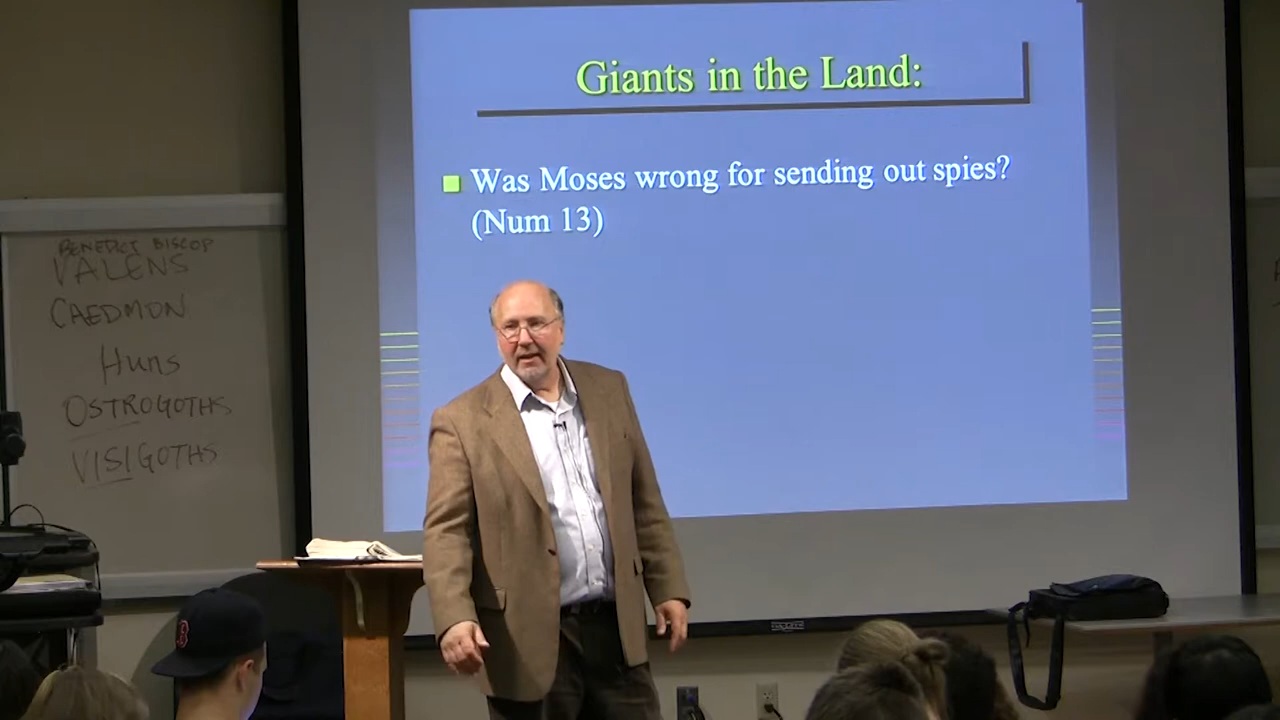 Giants in the Land:
Was Moses wrong for sending out spies?
(Num 13)
BENEDICT BISCOP
VALENS
CAEDMON
Huns
OSTROGOTHS
VISIGOTHS
B